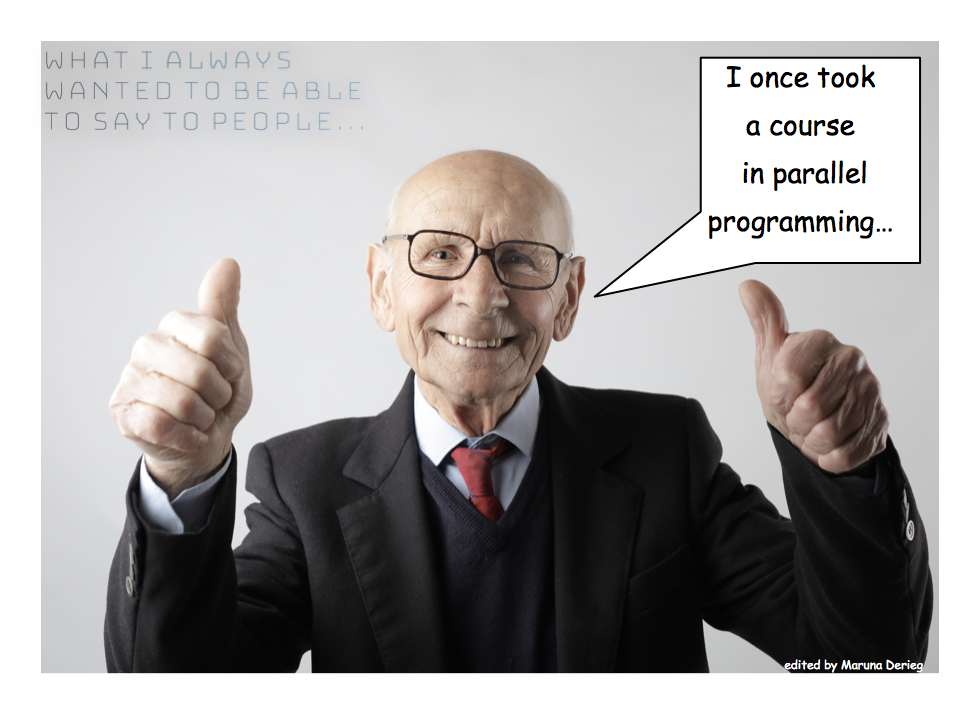 WHAT I ALWAYS
WANTED TO BE ABLE
TO SAY TO PEOPLE...
I once took
a course
in parallel
programming...
edited by Maruna Derieg